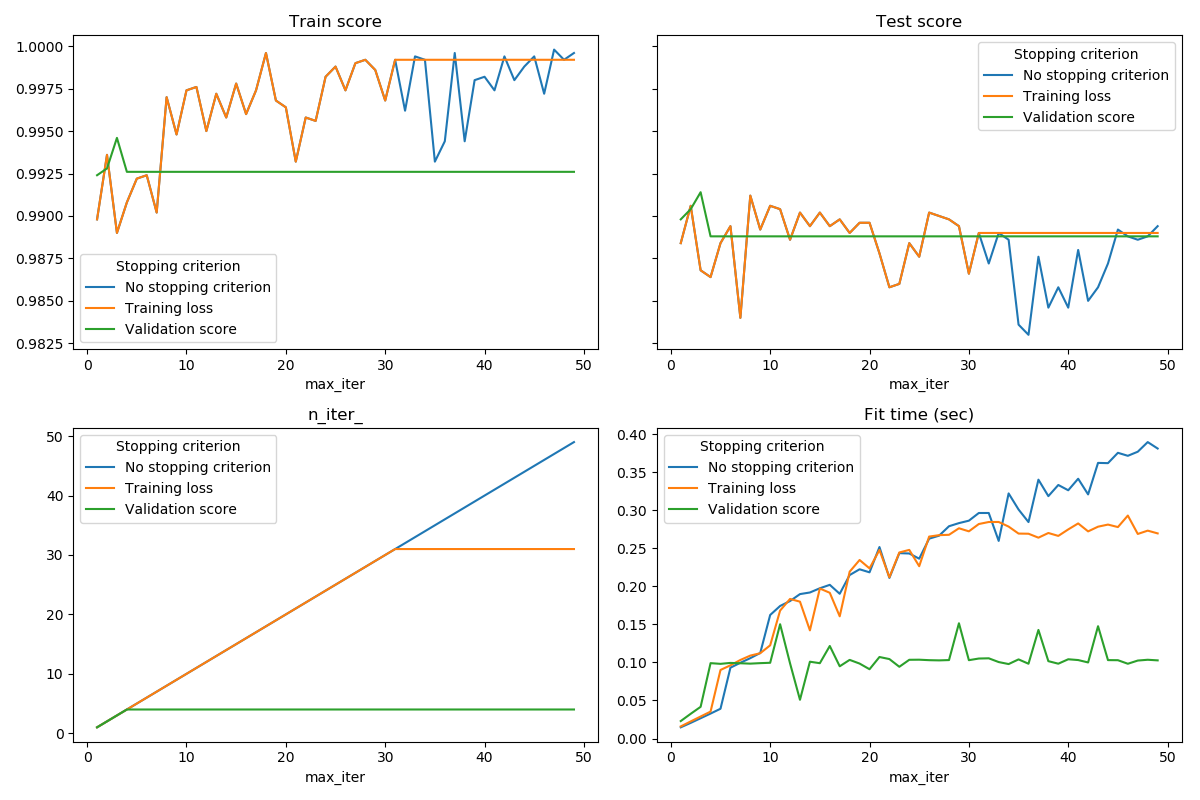 Train score
1.0000
0.9975
0.9950
0.9925
0.9900
0.9875
0.9850
0.9825
Stopping criterion
No stopping criterion
Training loss
Validation score
0 10 20 30 40 50
max_iter
Test score
Stopping criterion
No stopping criterion
Training loss
Validation score
0 10 20 30 40 50
max_iter
n_iter_
50
40
30
20
10
0
Stopping criterion
No stopping criterion
Training loss
Validation score
0 10 20 30 40 50
max_iter
Fit time (sec)
0.40
0.35
0.30
0.25
0.20
0.15
0.10
0.05
0.00
Stopping criterion
No stopping criterion
Training loss
Validation score
0 10 20 30 40 50
max_iter